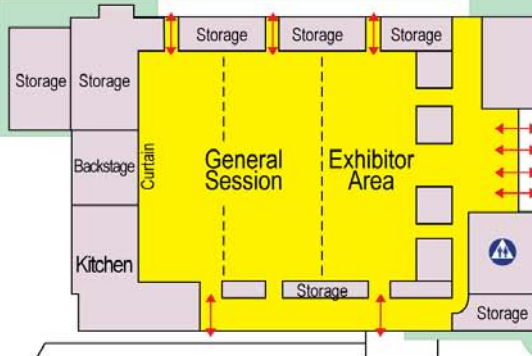 Storage
Storage
Storage
Storage
Storage
Backstage
Curtain
General
Session
Exhibitor
Area
Kitchen
Storage
Storage